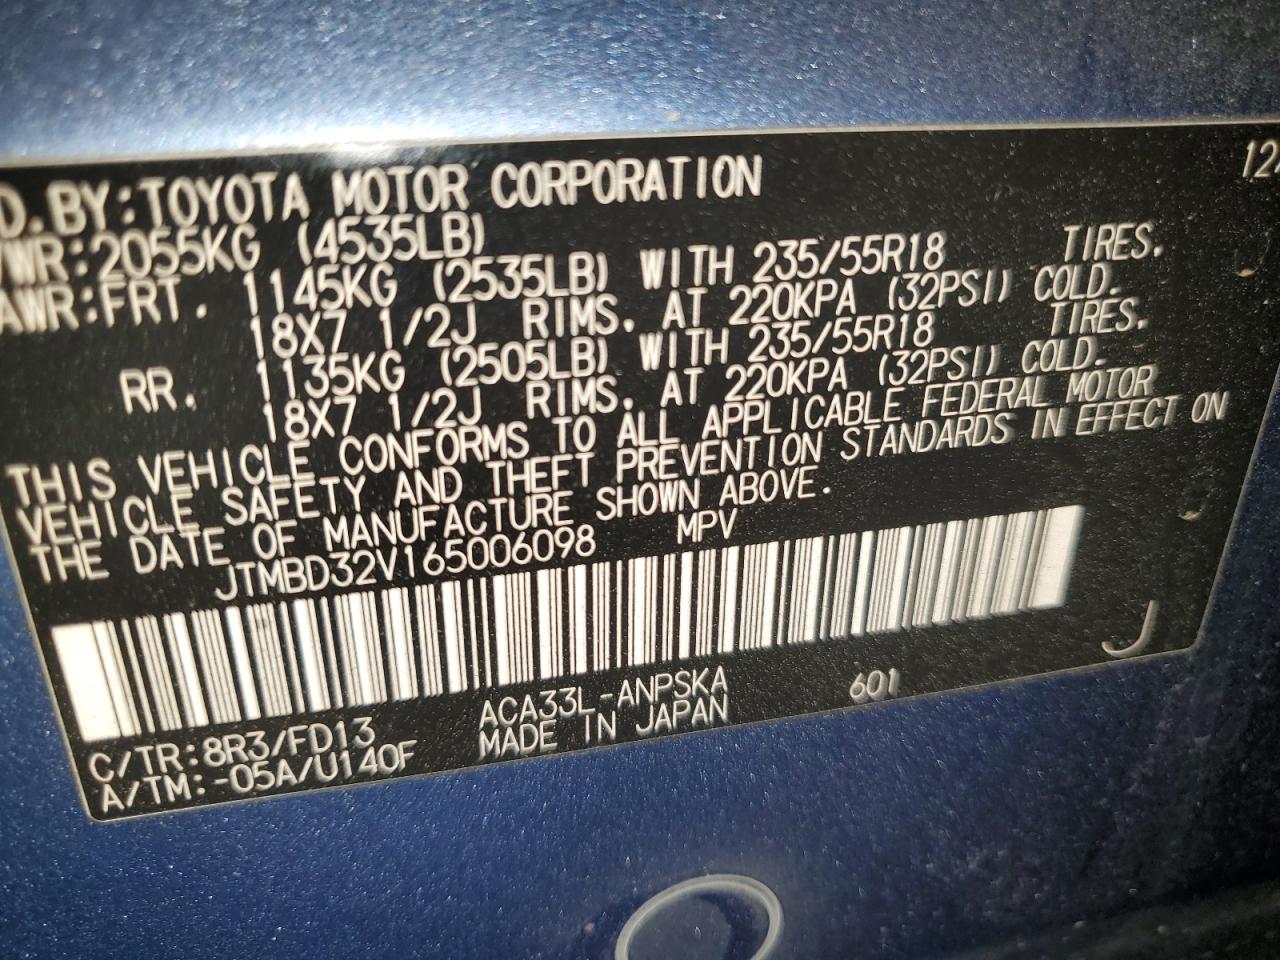 D.BY:TOYOTA MOTOR CORPORATION 12
WR:2055KG (4535LB)
AWR:FRT. 1145KG (2535LB) WITH 235/55R18 TIRES.
18X7 1/2J RIMS, AT 220KPA (32PSI) COLD.
RR. 1135KG (2505LB) WITH 235/55R18 TIRES.
18X7 1/2J RIMS, AT 220KPA (32PSI) COLD.
THIS VEHICLE CONFORMS TO ALL APPLICABLE FEDERAL MOTOR
VEHICLE SAFETY AND THEFT PREVENTION STANDARDS IN EFFECT ON
THE DATE OF MANUFACTURE SHOWN ABOVE.
JTMBD32V165006098 MPV
J
C/TR:8R3/FD13 ACA33L-ANPSKA 601
A/TM:-05A/U140F MADE IN JAPAN